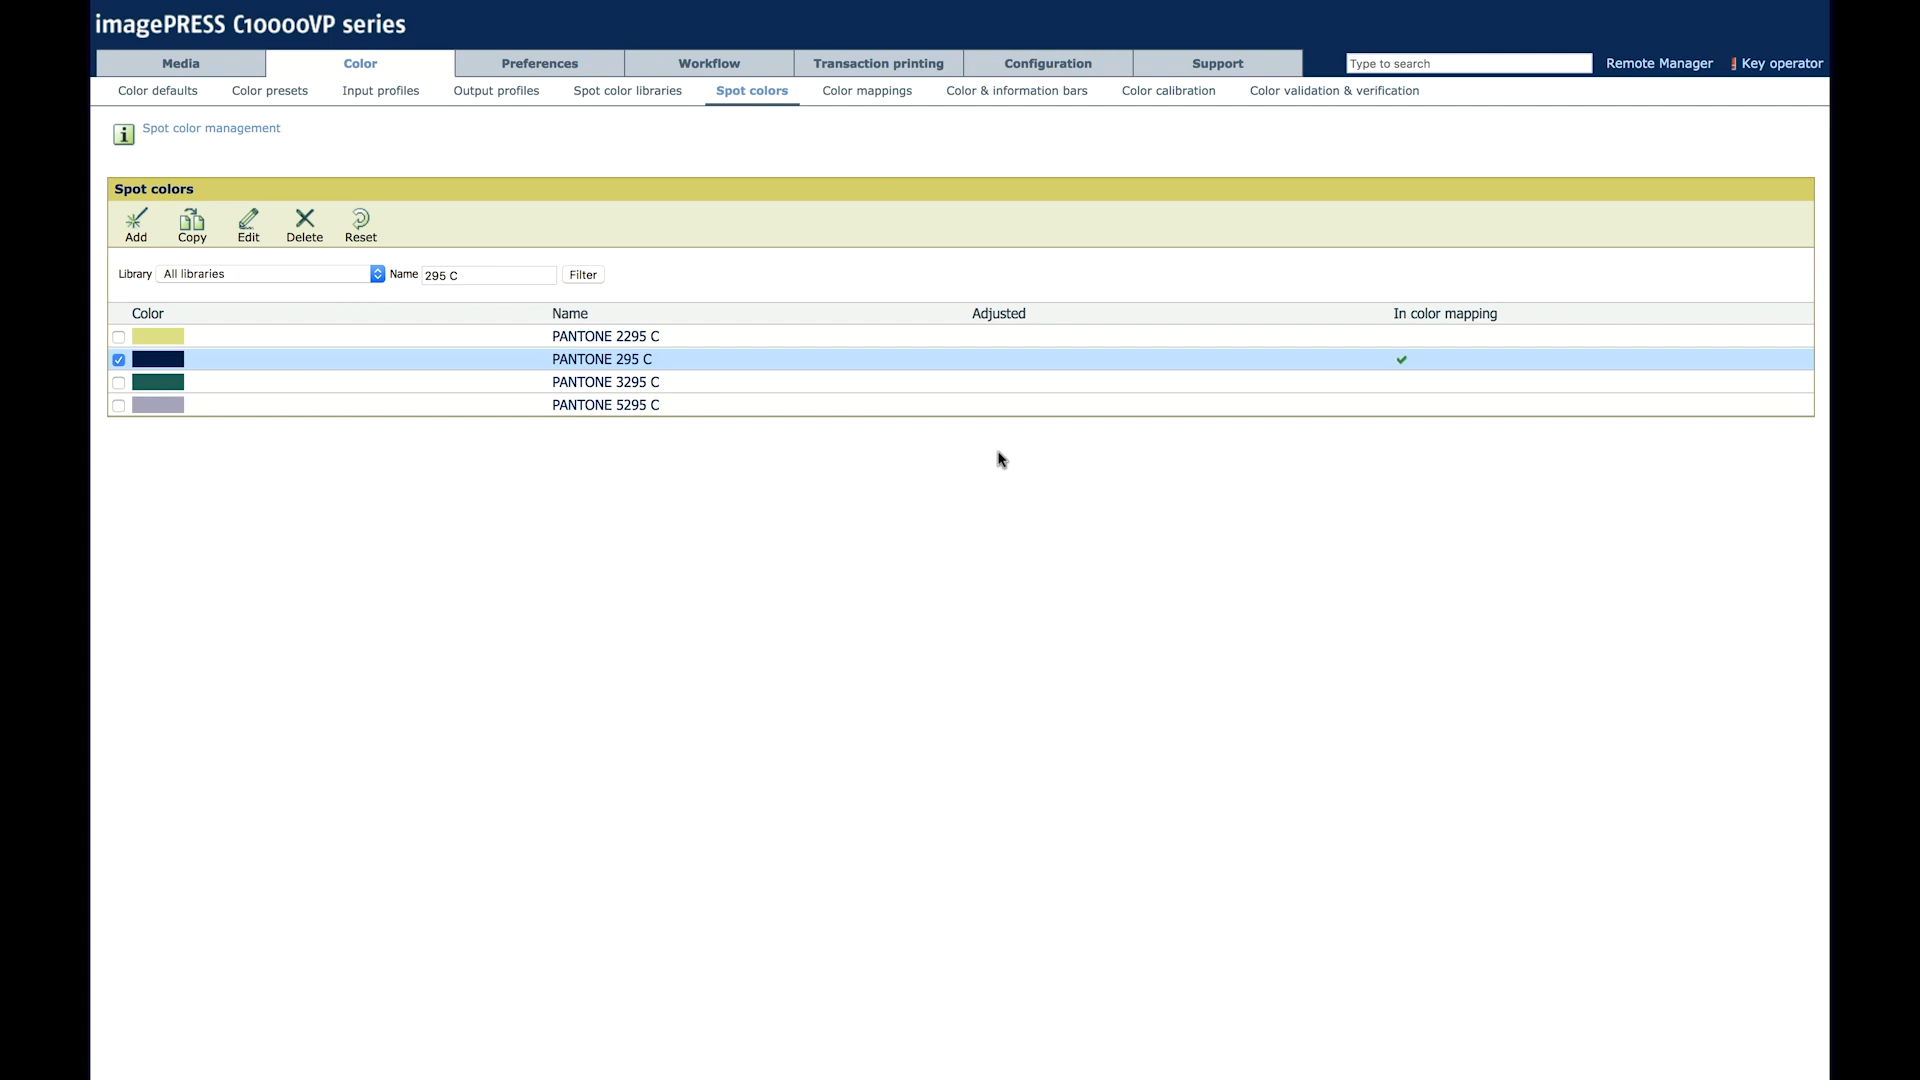 imagePRESS C10000VP series
Media Color Preferences Workflow Transaction printing Configuration Support Type to search Remote Manager Key operator
Color defaults Color presets Input profiles Output profiles Spot color libraries Spot colors Color mappings Color & information bars Color calibration Color validation & verification
i Spot color management
Spot colors
Add Copy Edit Delete Reset
Library All libraries Name 295 C Filter
Color Name Adjusted In color mapping
PANTONE 2295 C
PANTONE 295 C
PANTONE 3295 C
PANTONE 5295 C